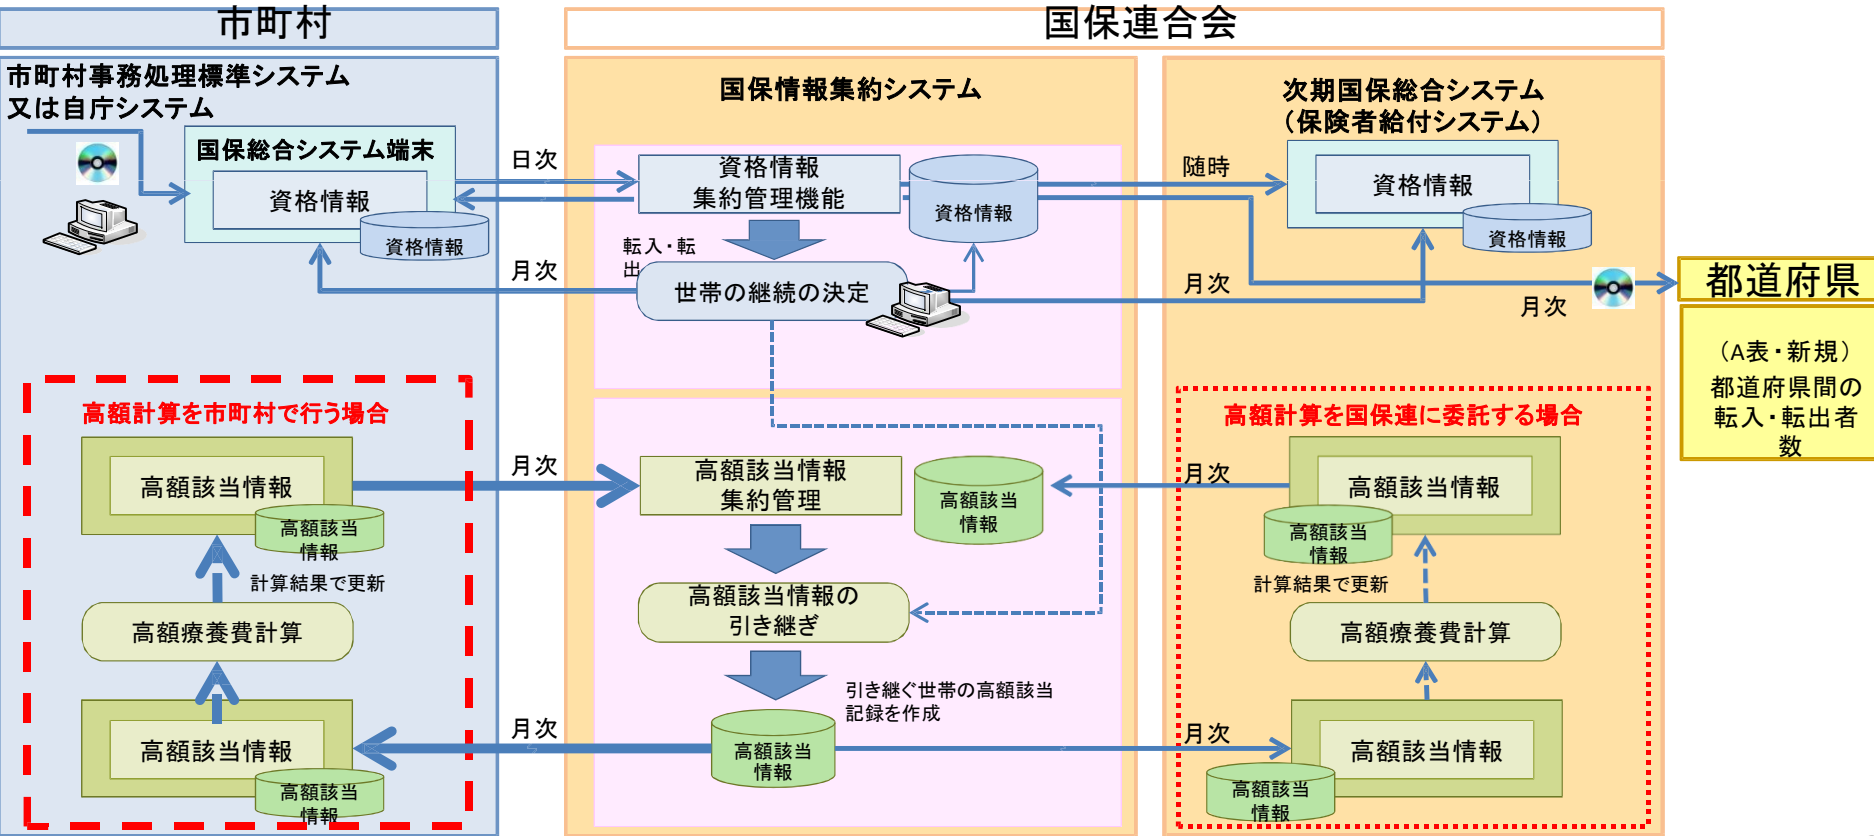 市町村
国保連合会
市町村事務処理標準システム
又は自庁システム
国保総合システム端末
資格情報
資格情報
日次
月次
国保情報集約システム
資格情報
集約管理機能
資格情報
転入・転
出
世帯の継続の決定
次期国保総合システム
（保険者給付システム）
随時
資格情報
資格情報
月次
月次
都道府県
（A表・新規）
都道府県間の
転入・転出者
数
高額計算を市町村で行う場合
高額該当情報
高額該当
情報
計算結果で更新
高額療養費計算
高額該当情報
高額該当
情報
月次
月次
高額該当情報
集約管理
高額該当
情報
高額該当情報の
引き継ぎ
引き継ぐ世帯の高額該当
記録を作成
高額該当
情報
高額計算を国保連に委託する場合
月次
高額該当情報
高額該当
情報
計算結果で更新
高額療養費計算
月次
高額該当情報
高額該当
情報